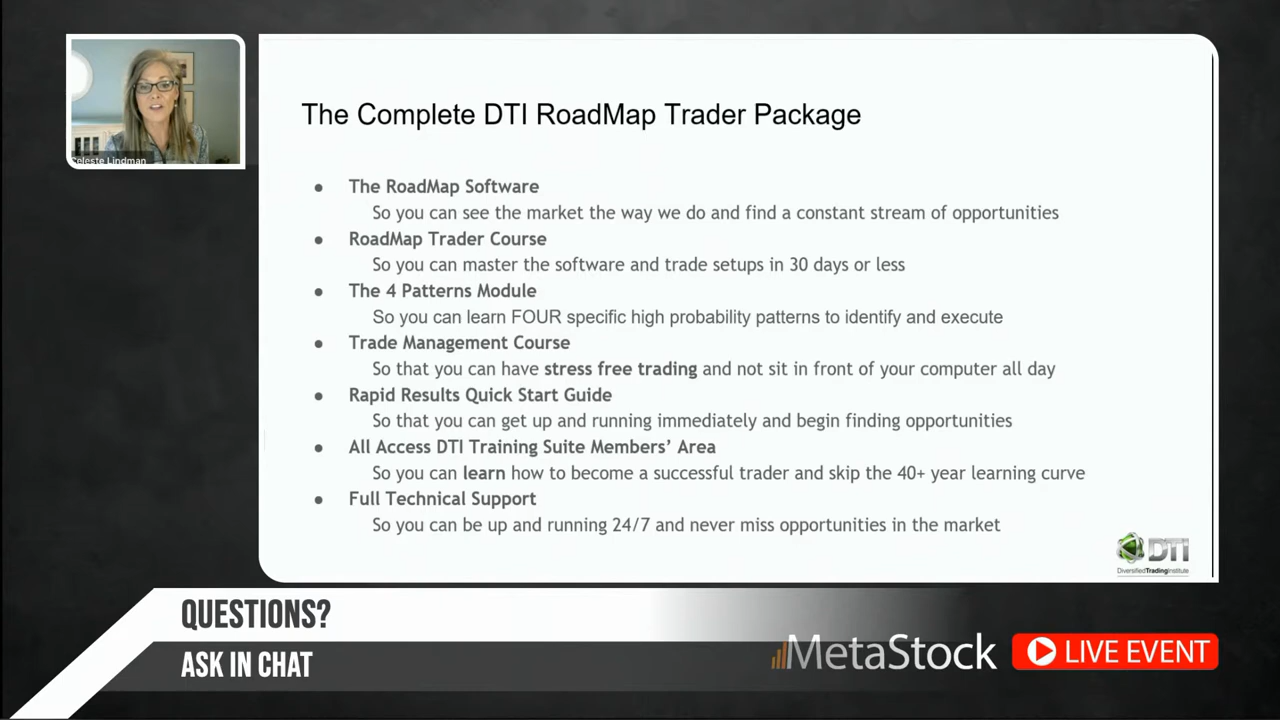 Celeste Lindman
The Complete DTI RoadMap Trader Package
• The RoadMap Software
So you can see the market the way we do and find a constant stream of opportunities
• RoadMap Trader Course
So you can master the software and trade setups in 30 days or less
• The 4 Patterns Module
So you can learn FOUR specific high probability patterns to identify and execute
• Trade Management Course
So that you can have stress free trading and not sit in front of your computer all day
• Rapid Results Quick Start Guide
So that you can get up and running immediately and begin finding opportunities
• All Access DTI Training Suite Members’ Area
So you can learn how to become a successful trader and skip the 40+ year learning curve
• Full Technical Support
So you can be up and running 24/7 and never miss opportunities in the market
DTI
DiversifiedTradingInstitute
QUESTIONS?
ASK IN CHAT
MetaStock
LIVE EVENT